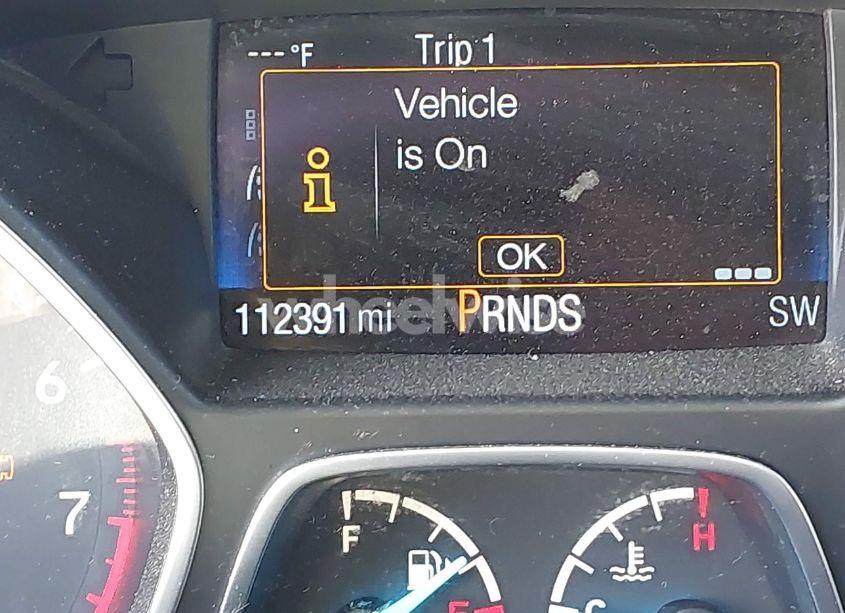 ---°F Trip 1
Vehicle
is On
OK
112391 mi PRNDS SW
6
7
F
H
E
C